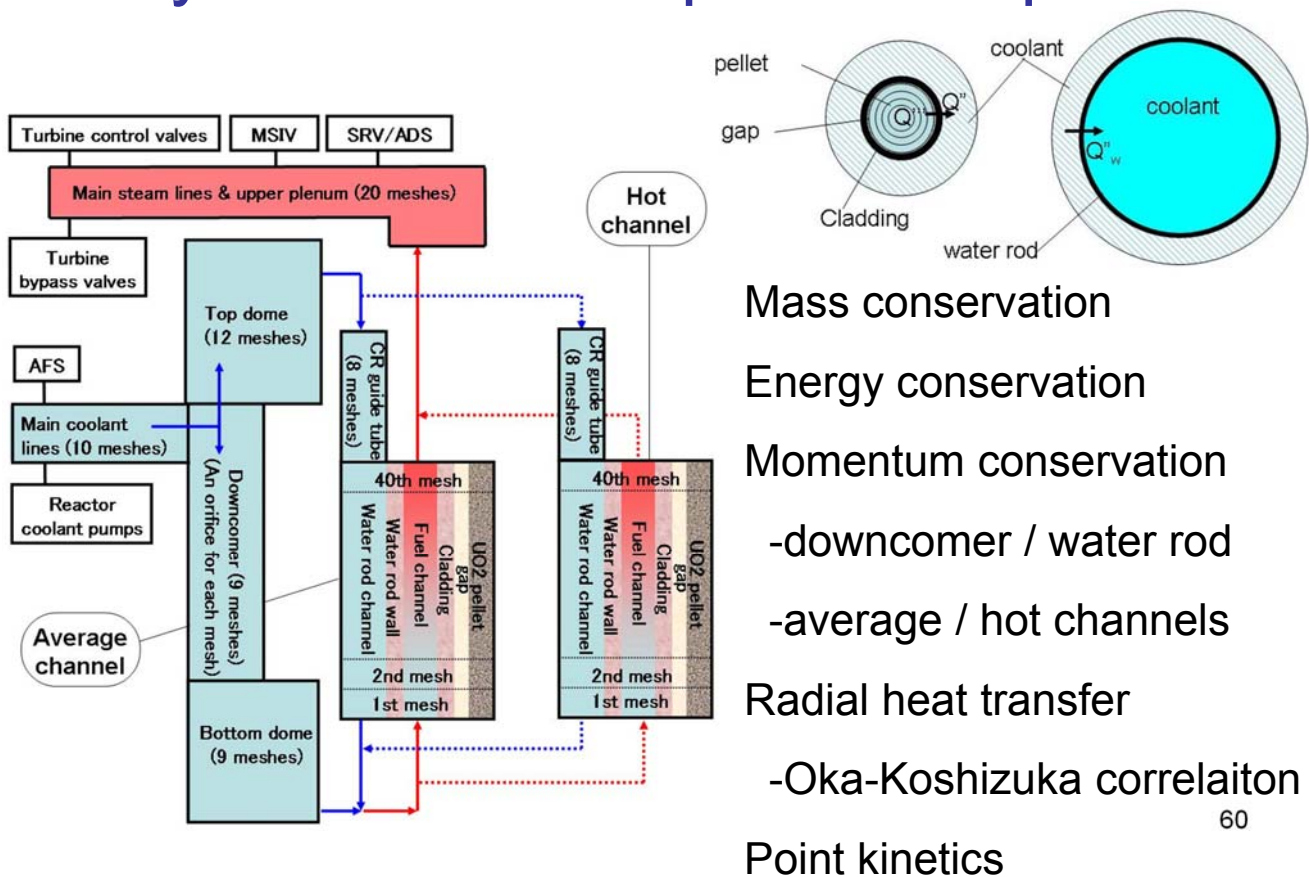 pellet
coolant
Q"
coolant
Q'''
gap
Q"w
Cladding
water rod
Turbine control valves
MSIV
SRV/ADS
Main steam lines & upper plenum (20 meshes)
Hot
channel
Turbine
bypass valves
Top dome
(12 meshes)
AFS
Main coolant
lines (10 meshes)
Reactor
coolant pumps
CR guide tube
(8 meshes)
CR guide tube
(8 meshes)
Downcomer (9 meshes)
(An orifice for each mesh)
40th mesh
Water rod channel
Water rod wall
Fuel channel
Cladding
gap
UO2 pellet
2nd mesh
1st mesh
40th mesh
Water rod channel
Water rod wall
Fuel channel
Cladding
gap
UO2 pellet
2nd mesh
1st mesh
Average
channel
Bottom dome
(9 meshes)
Mass conservation
Energy conservation
Momentum conservation
-downcomer / water rod
-average / hot channels
Radial heat transfer
-Oka-Koshizuka correlaiton
60
Point kinetics